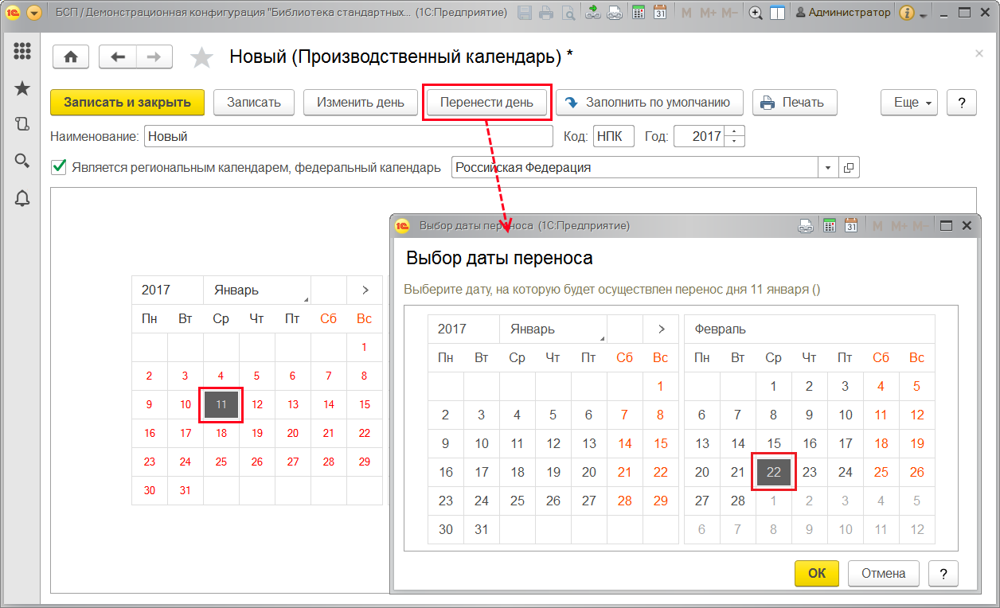 БСП / Демонстрационная конфигурация "Библиотека стандартных... (1С:Предприятие) 31 M M+ M- Администратор
Новый (Производственный календарь) *
Записать и закрыть Записать Изменить день Перенести день Заполнить по умолчанию Печать Еще ?
Наименование: Новый Код: НПК Год: 2017
Является региональным календарем, федеральный календарь Российская Федерация
2017 Январь >
Пн Вт Ср Чт Пт Сб Вс
1
2 3 4 5 6 7 8
9 10 11 12 13 14 15
16 17 18 19 20 21 22
23 24 25 26 27 28 29
30 31
Выбор даты переноса (1С:Предприятие) 31 M M+ M-
Выбор даты переноса
Выберите дату, на которую будет осуществлен перенос дня 11 января ()
2017 Январь > Февраль
Пн Вт Ср Чт Пт Сб Вс Пн Вт Ср Чт Пт Сб Вс
1 1 2 3 4 5
2 3 4 5 6 7 8 6 7 8 9 10 11 12
9 10 11 12 13 14 15 13 14 15 16 17 18 19
16 17 18 19 20 21 22 20 21 22 23 24 25 26
23 24 25 26 27 28 29 27 28 1 2 3 4 5
30 31 6 7 8 9 10 11 12
ОК Отмена ?